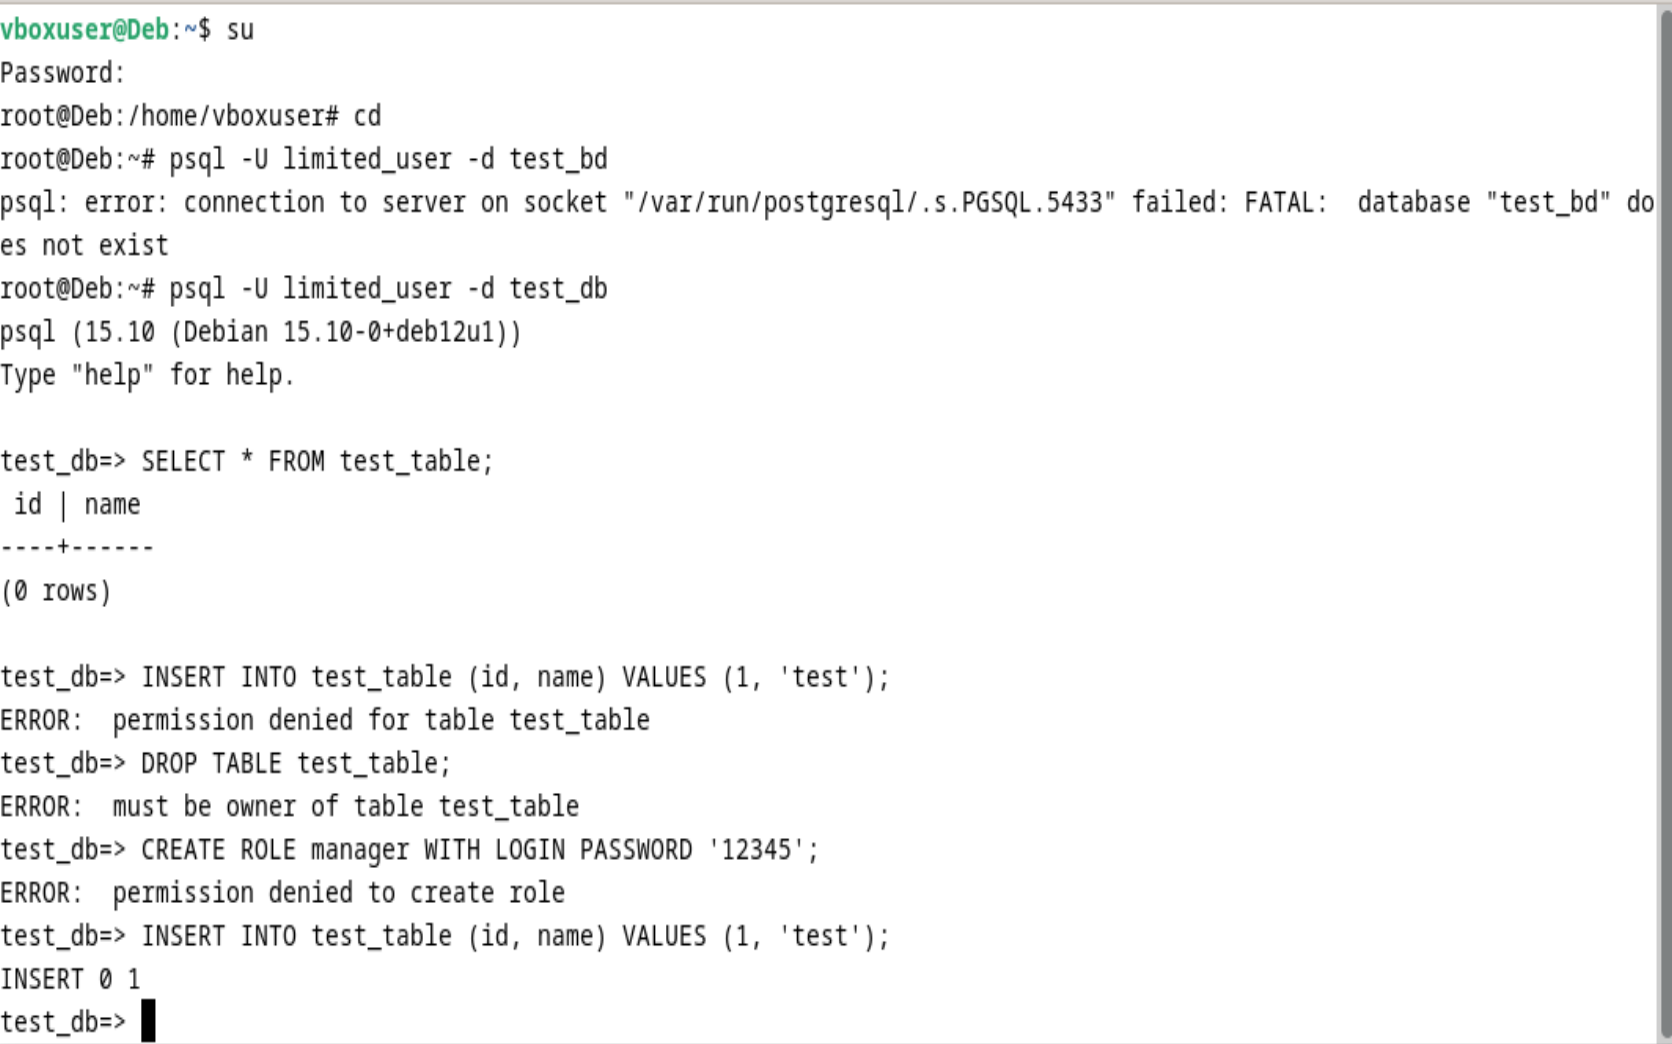 vboxuser@Deb:~$ su
Password:
root@Deb:/home/vboxuser# cd
root@Deb:~# psql -U limited_user -d test_bd
psql: error: connection to server on socket "/var/run/postgresql/.s.PGSQL.5433" failed: FATAL:  database "test_bd" do
es not exist
root@Deb:~# psql -U limited_user -d test_db
psql (15.10 (Debian 15.10-0+deb12u1))
Type "help" for help.

test_db=> SELECT * FROM test_table;
 id | name
----+------
(0 rows)

test_db=> INSERT INTO test_table (id, name) VALUES (1, 'test');
ERROR:  permission denied for table test_table
test_db=> DROP TABLE test_table;
ERROR:  must be owner of table test_table
test_db=> CREATE ROLE manager WITH LOGIN PASSWORD '12345';
ERROR:  permission denied to create role
test_db=> INSERT INTO test_table (id, name) VALUES (1, 'test');
INSERT 0 1
test_db=>